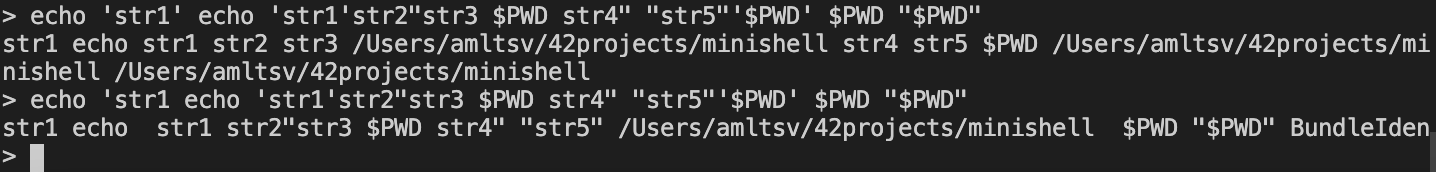 > echo 'str1' echo 'str1'str2"str3 $PWD str4" "str5"'$PWD' $PWD "$PWD"
str1 echo str1 str2 str3 /Users/amltsv/42projects/minishell str4 str5 $PWD /Users/amltsv/42projects/mi
nishell /Users/amltsv/42projects/minishell
> echo 'str1 echo 'str1'str2"str3 $PWD str4" "str5"'$PWD' $PWD "$PWD"
str1 echo  str1 str2"str3 $PWD str4" "str5" /Users/amltsv/42projects/minishell  $PWD "$PWD" BundleIden
>